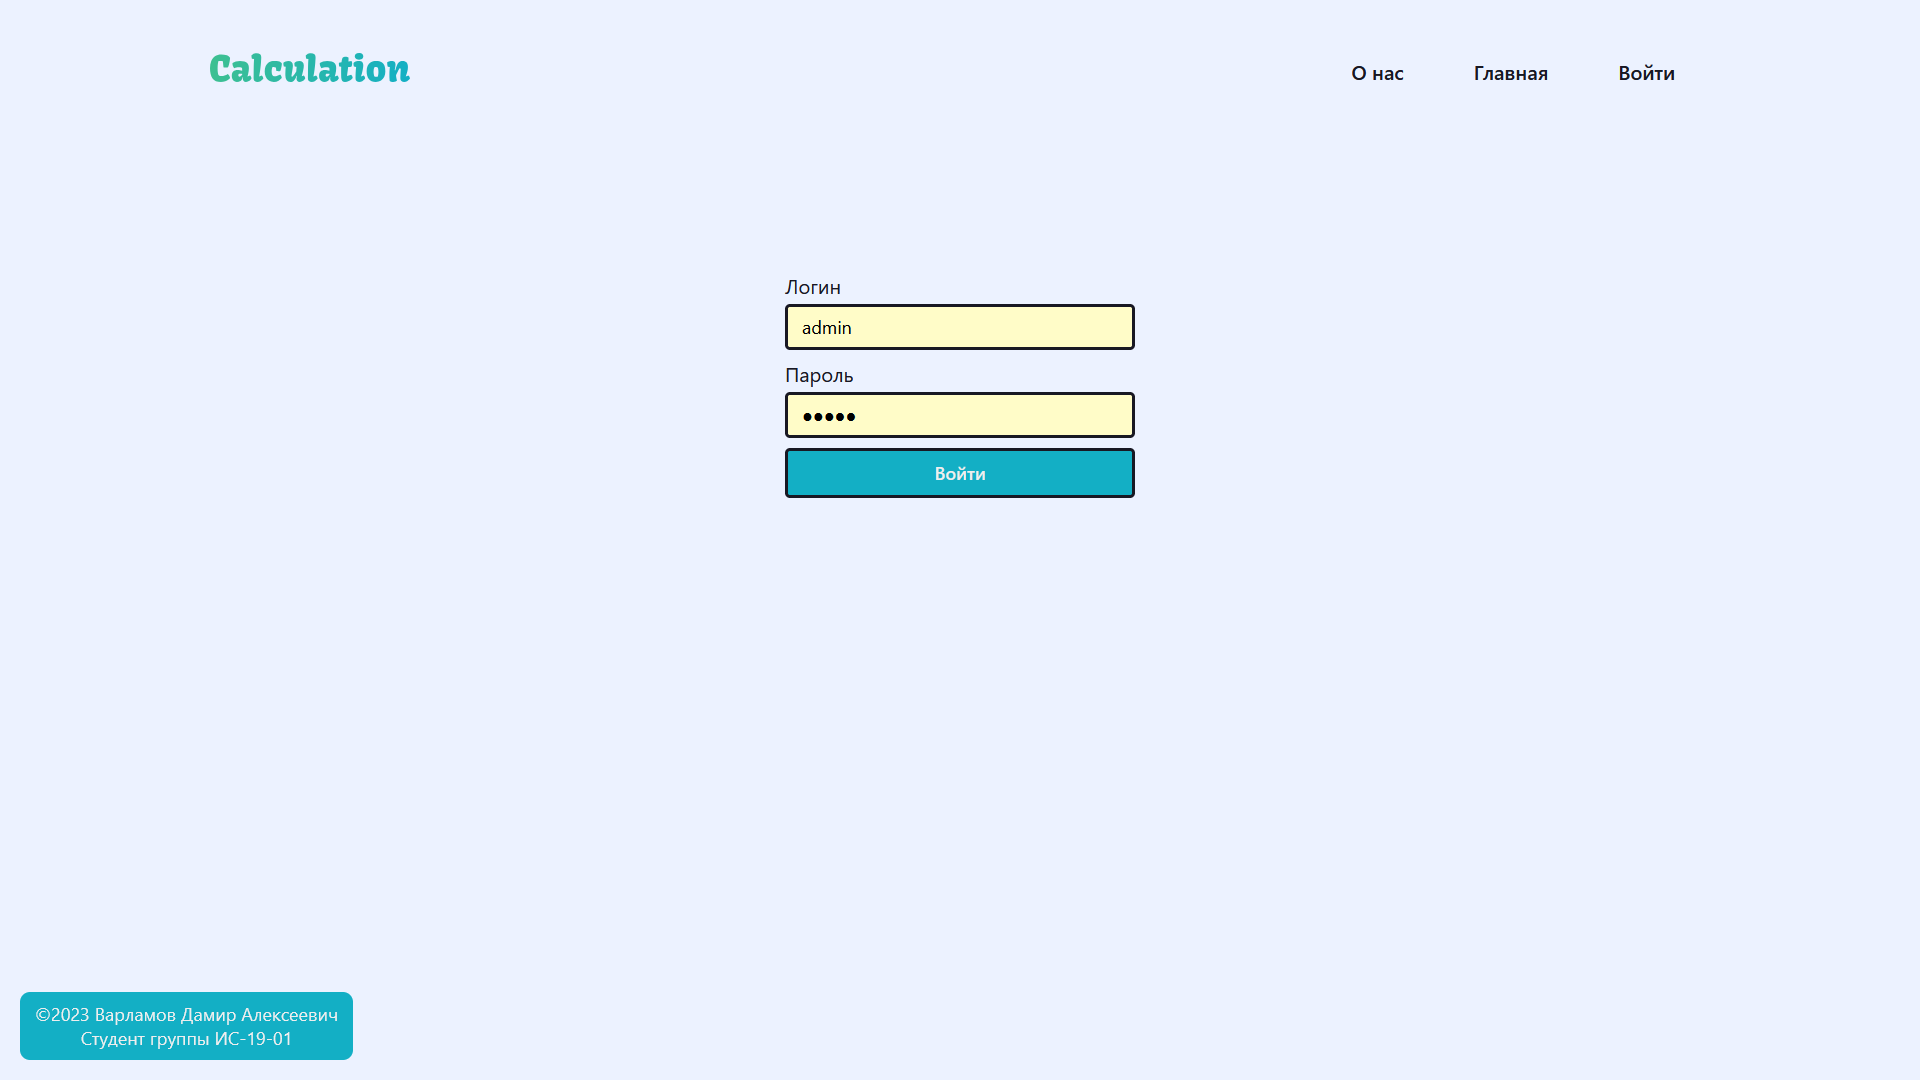 Calculation
О нас
Главная
Войти
Логин
admin
Пароль
•••••
Войти
©2023 Варламов Дамир Алексеевич
Студент группы ИС-19-01